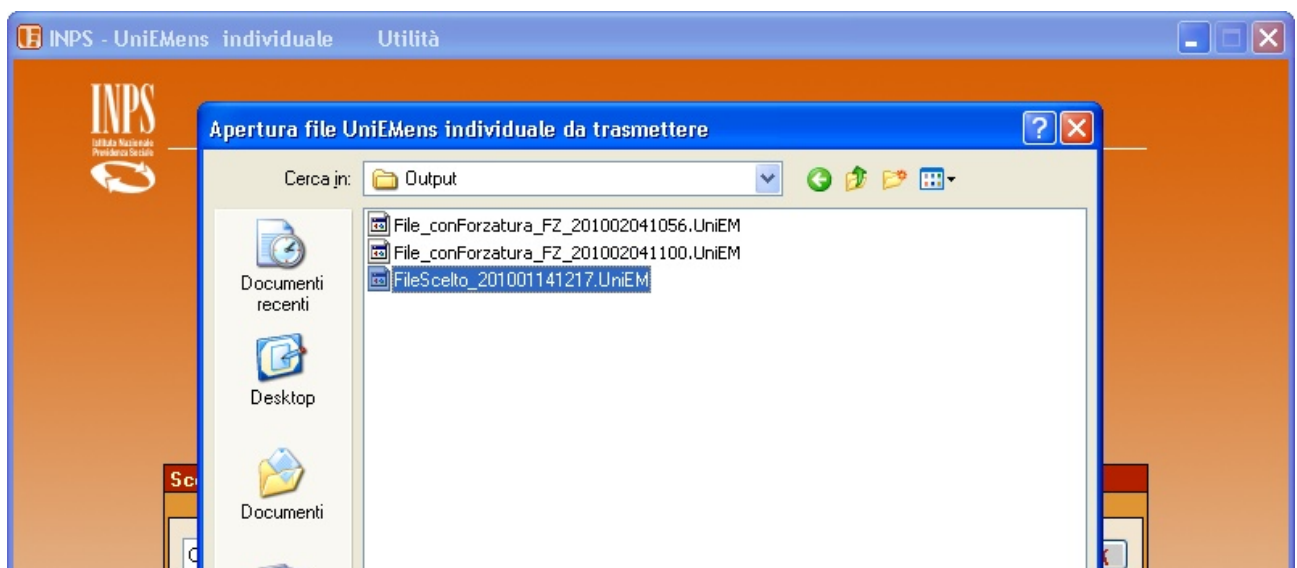 INPS - UniEMens individuale Utilità
INPS
Istituto Nazionale
Previdenza Sociale
Apertura file UniEMens individuale da trasmettere
Cerca in: Output
File_conForzatura_FZ_201002041056.UniEM
File_conForzatura_FZ_201002041100.UniEM
FileScelto_201001141217.UniEM
Documenti
recenti
Desktop
Documenti